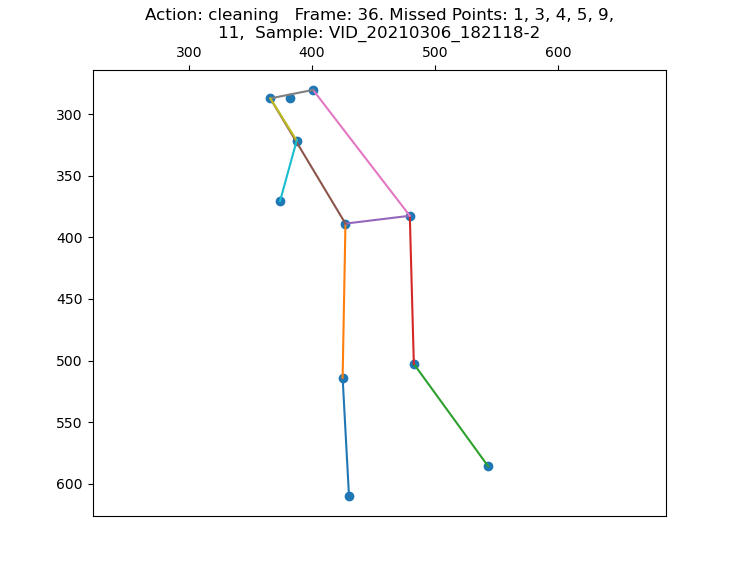 Action: cleaning   Frame: 36. Missed Points: 1, 3, 4, 5, 9,
11,  Sample: VID_20210306_182118-2
300 400 500 600
300
350
400
450
500
550
600